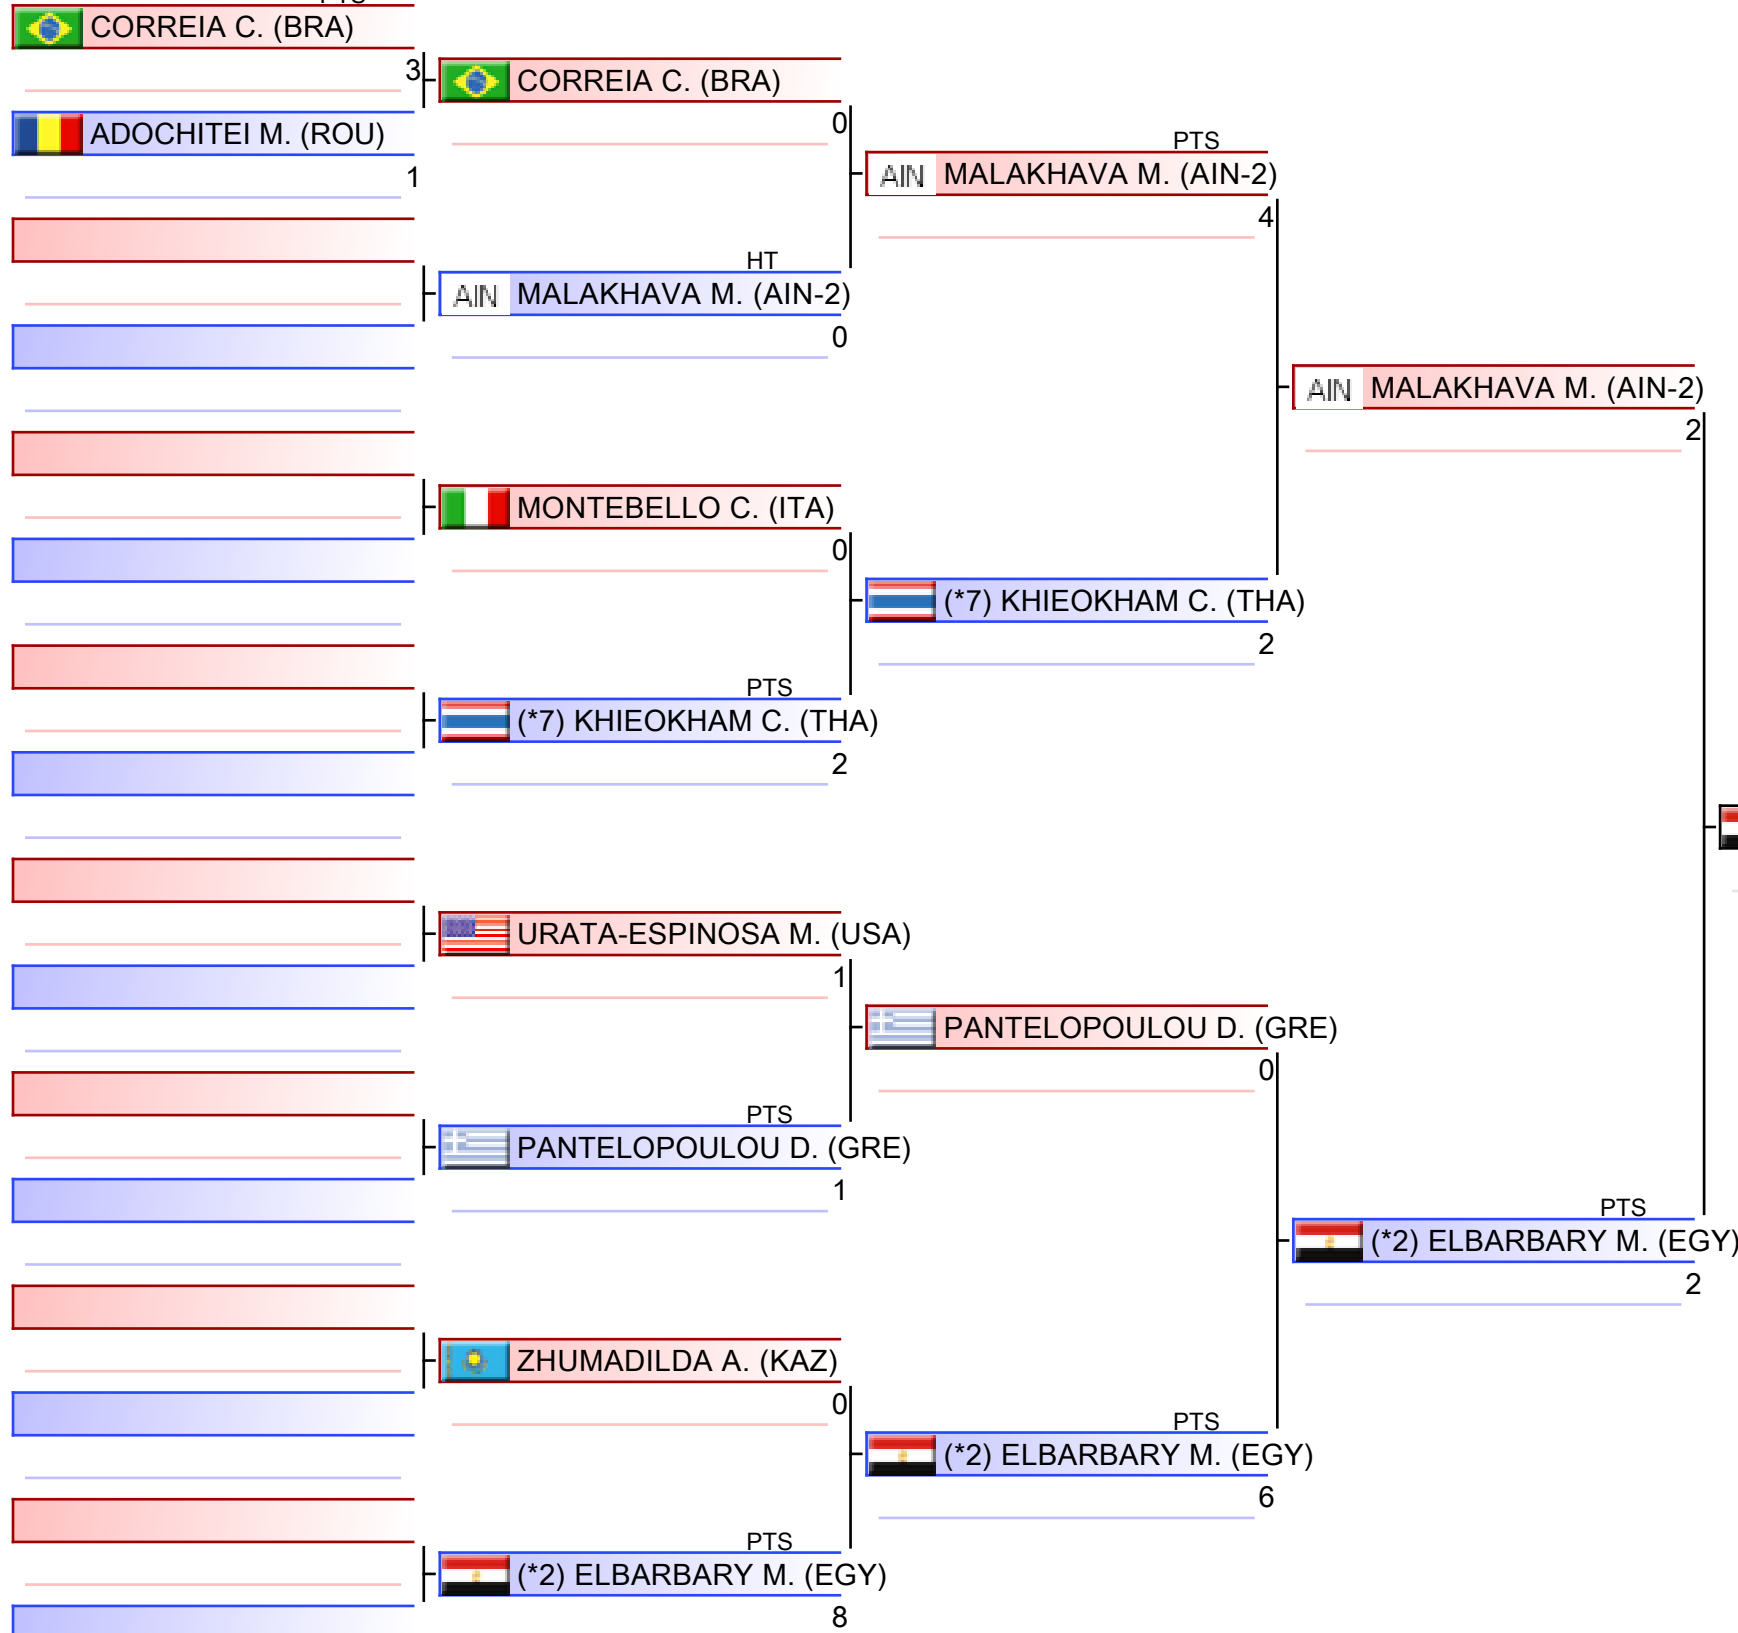 CORREIA C. (BRA)
3
ADOCHITEI M. (ROU)
1
CORREIA C. (BRA)
0
HT
AIN MALAKHAVA M. (AIN-2)
0
MONTEBELLO C. (ITA)
0
PTS
(*7) KHIEOKHAM C. (THA)
2
URATA-ESPINOSA M. (USA)
1
PTS
PANTELOPOULOU D. (GRE)
1
ZHUMADILDA A. (KAZ)
0
PTS
(*2) ELBARBARY M. (EGY)
8
PTS
AIN MALAKHAVA M. (AIN-2)
4
(*7) KHIEOKHAM C. (THA)
2
PANTELOPOULOU D. (GRE)
0
PTS
(*2) ELBARBARY M. (EGY)
6
AIN MALAKHAVA M. (AIN-2)
2
PTS
(*2) ELBARBARY M. (EGY)
2